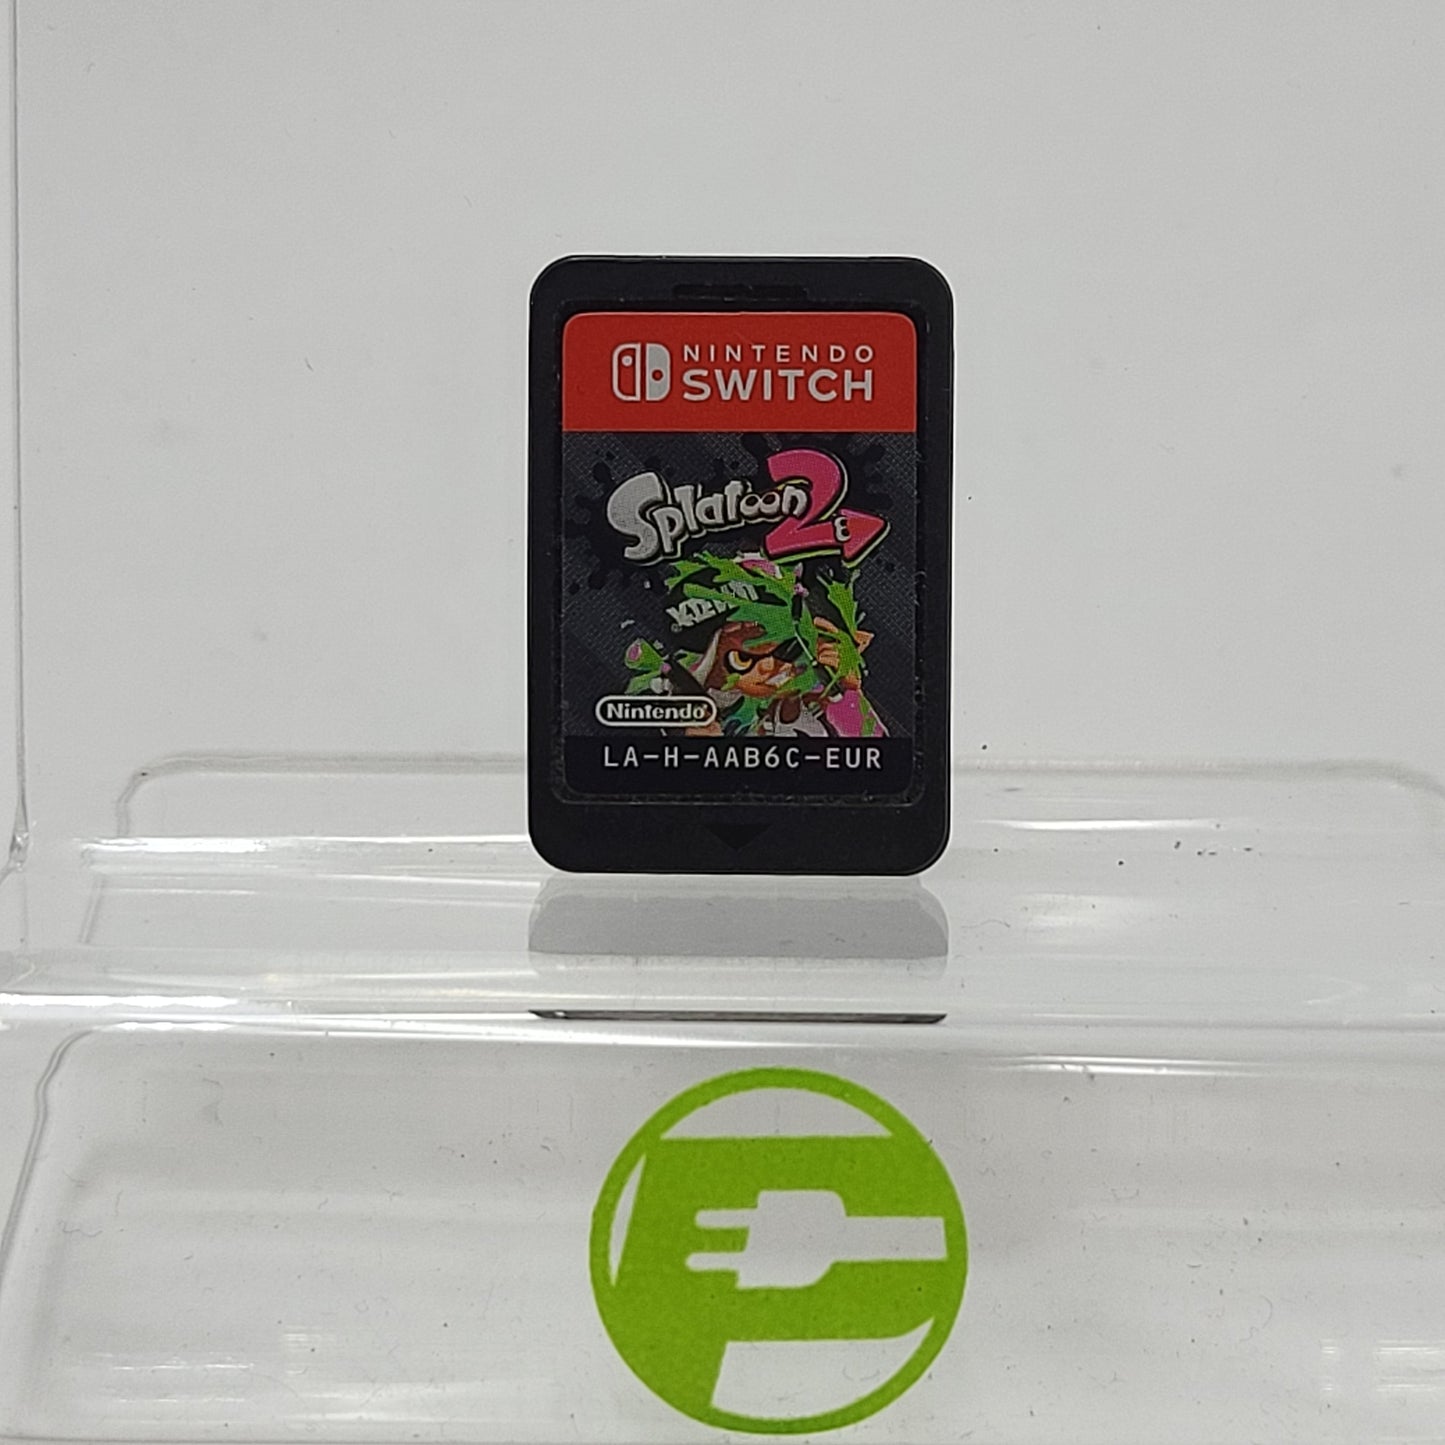 NINTENDO
SWITCH
Splatoon 2
Nintendo
LA-H-AAB6C-EUR